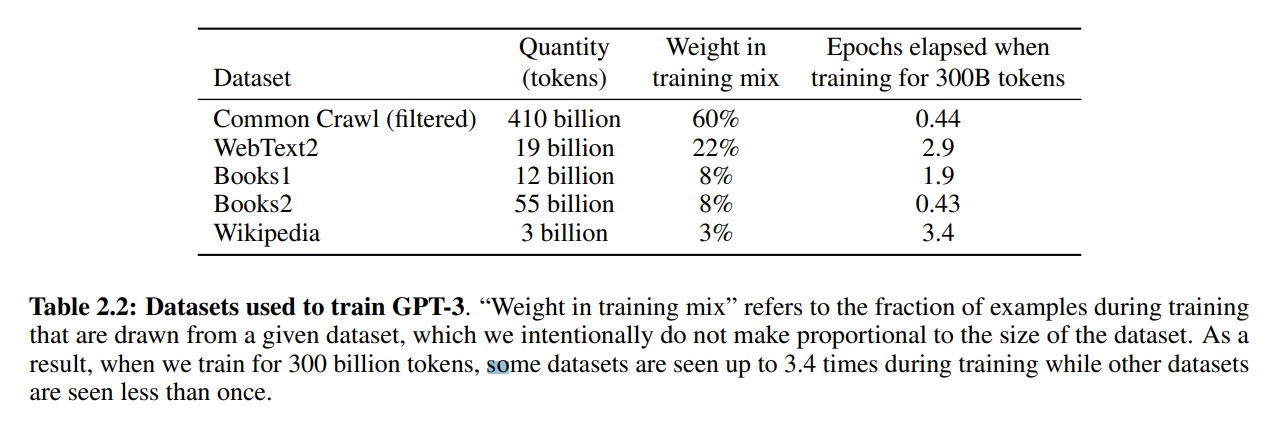 Quantity Weight in Epochs elapsed when
Dataset (tokens) training mix training for 300B tokens
Common Crawl (filtered) 410 billion 60% 0.44
WebText2 19 billion 22% 2.9
Books1 12 billion 8% 1.9
Books2 55 billion 8% 0.43
Wikipedia 3 billion 3% 3.4
Table 2.2: Datasets used to train GPT-3. “Weight in training mix” refers to the fraction of examples during training
that are drawn from a given dataset, which we intentionally do not make proportional to the size of the dataset. As a
result, when we train for 300 billion tokens, some datasets are seen up to 3.4 times during training while other datasets
are seen less than once.